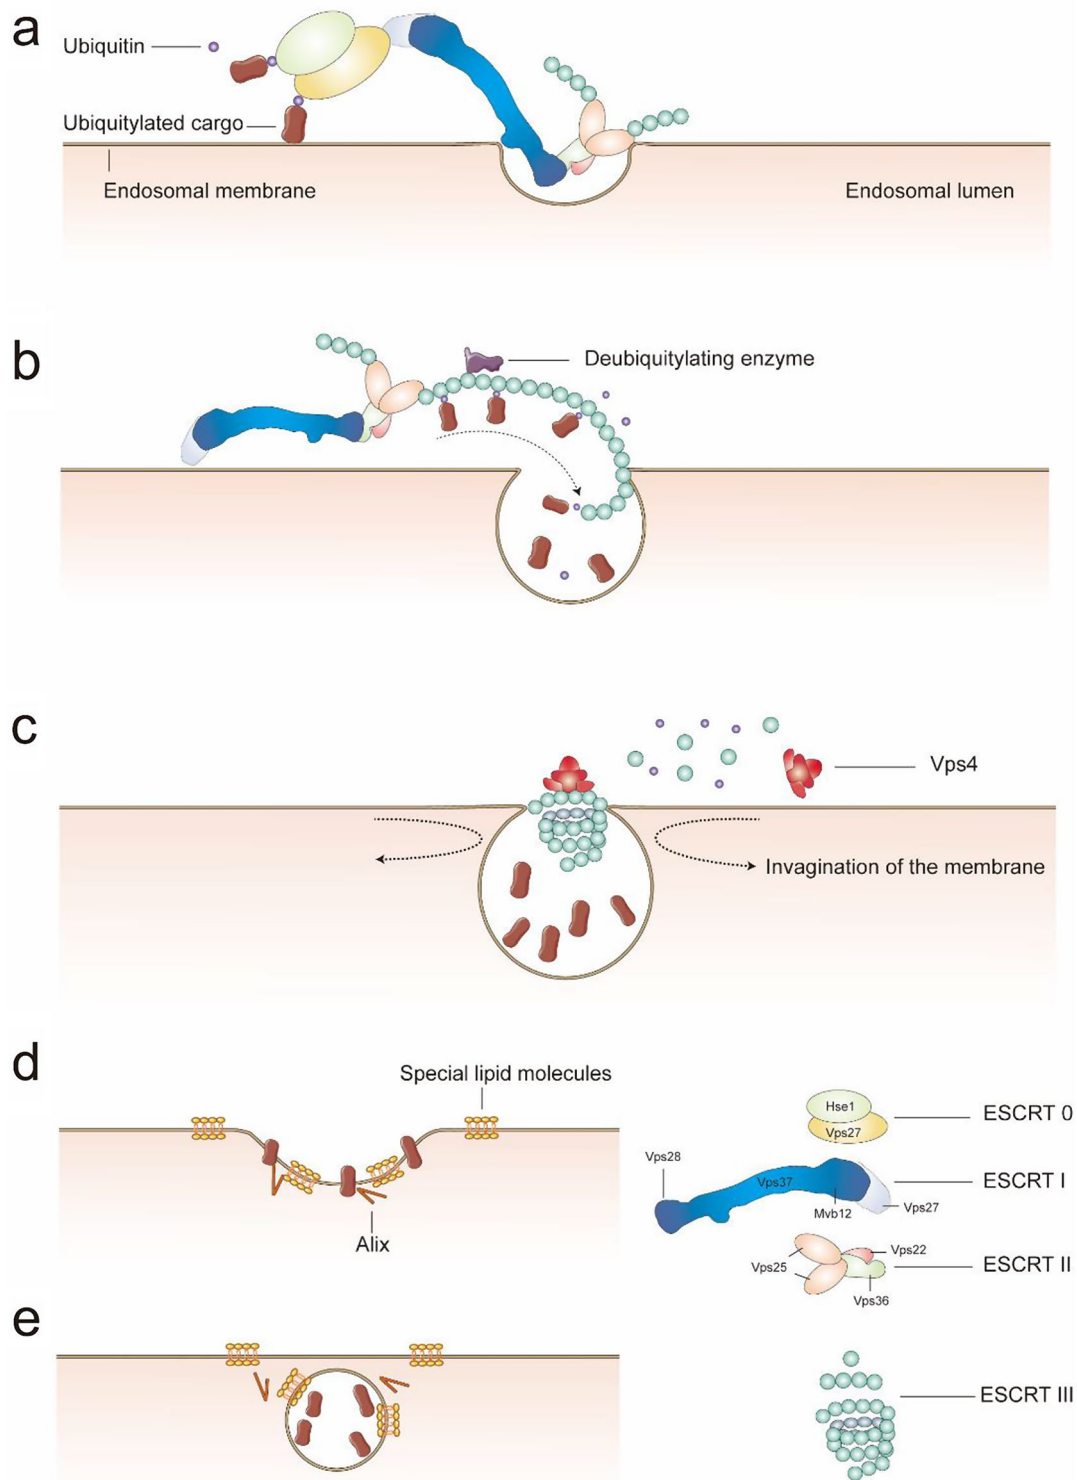 a
Ubiquitin
Ubiquitylated cargo
Endosomal membrane
Endosomal lumen
b
Deubiquitylating enzyme
c
Vps4
Invagination of the membrane
d
Special lipid molecules
Alix
Hse1
Vps27
ESCRT 0
Vps28
Vps37
Mvb12
Vps27
ESCRT I
Vps25
Vps22
Vps36
ESCRT II
e
ESCRT III